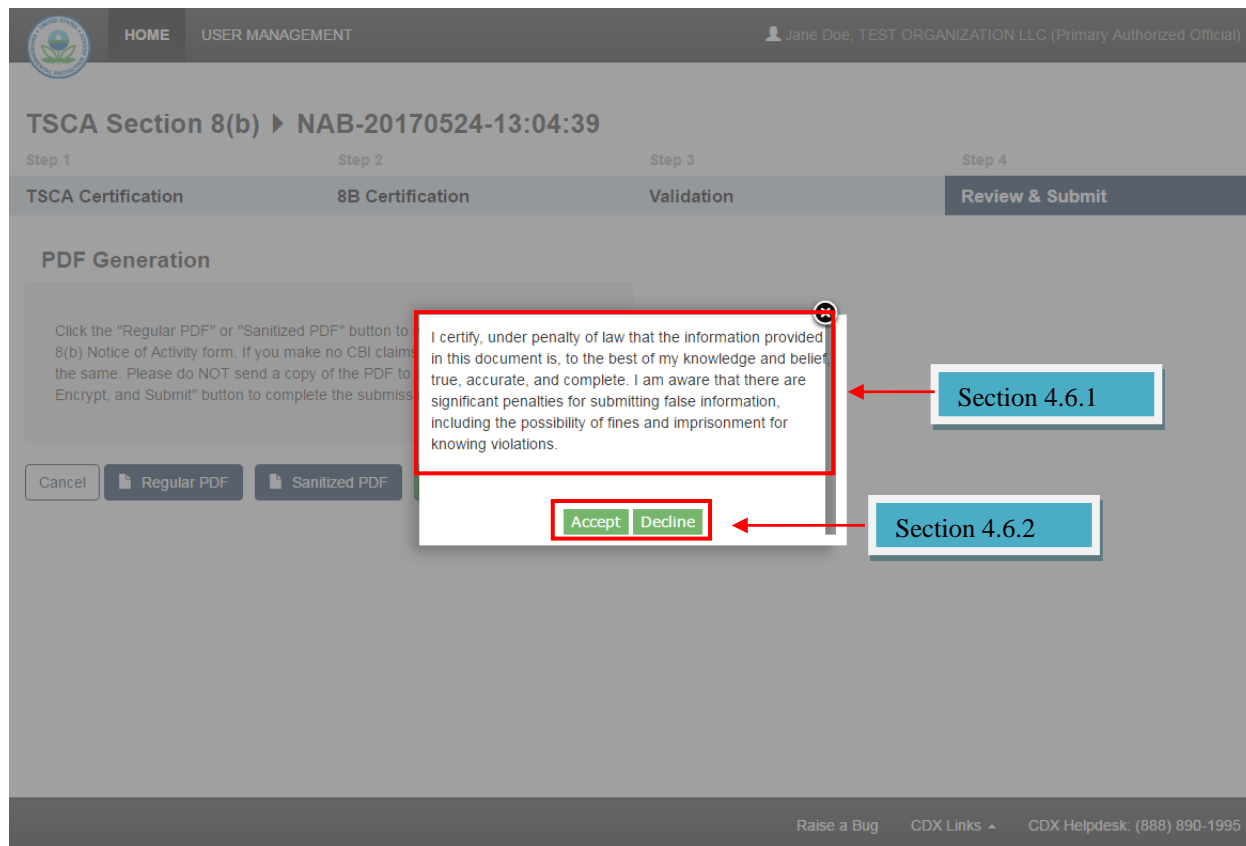 HOME USER MANAGEMENT Jane Doe, TEST ORGANIZATION LLC (Primary Authorized Official)
TSCA Section 8(b) NAB-20170524-13:04:39
Step 1 Step 2 Step 3 Step 4
TSCA Certification 8B Certification Validation Review & Submit
PDF Generation
Click the "Regular PDF" or "Sanitized PDF" button to
8(b) Notice of Activity form. If you make no CBI claims
the same. Please do NOT send a copy of the PDF to
Encrypt, and Submit" button to complete the submiss
I certify, under penalty of law that the information provided
in this document is, to the best of my knowledge and belief,
true, accurate, and complete. I am aware that there are
significant penalties for submitting false information,
including the possibility of fines and imprisonment for
knowing violations.
Section 4.6.1
Cancel Regular PDF Sanitized PDF
Accept Decline
Section 4.6.2
Raise a Bug CDX Links CDX Helpdesk: (888) 890-1995